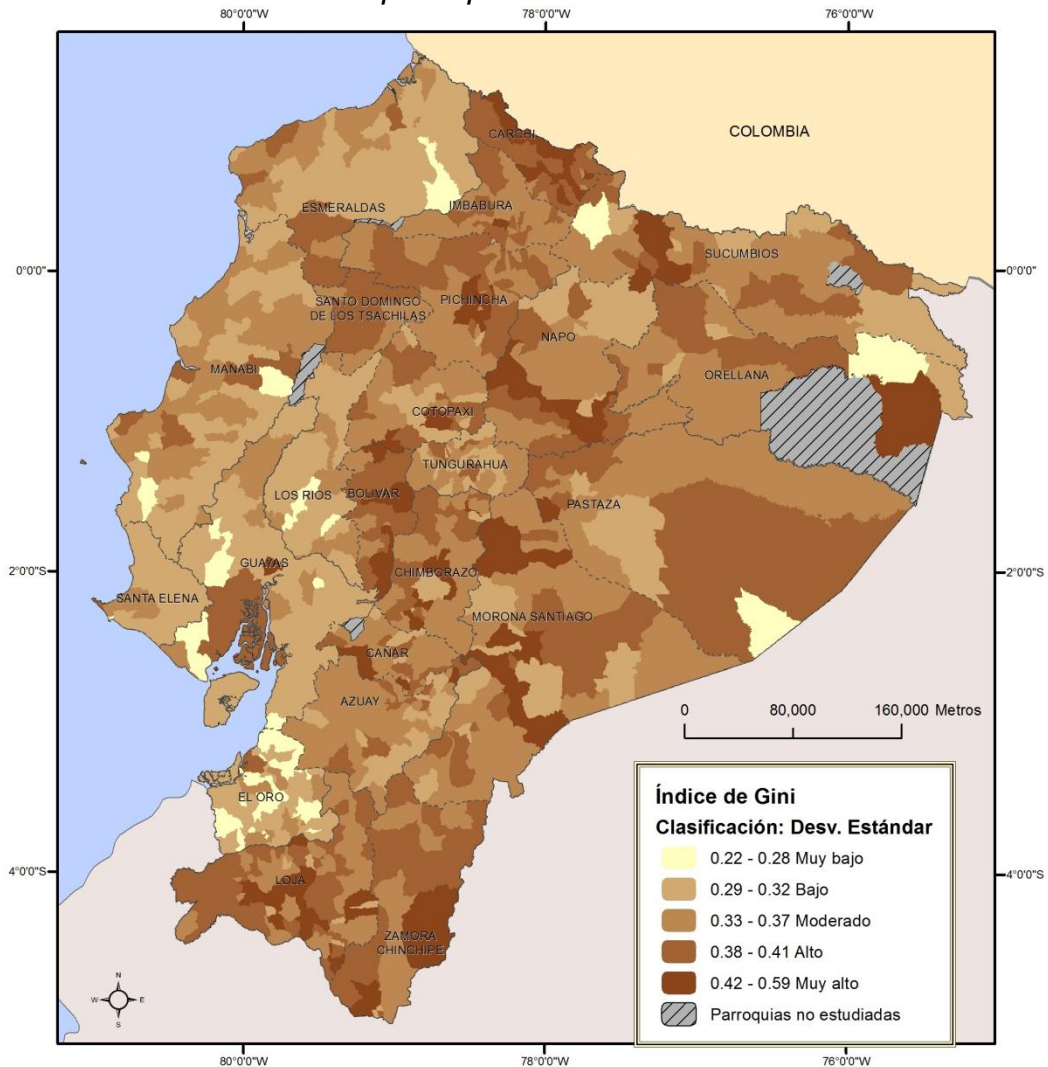 80°0'0"W 78°0'0"W 76°0'0"W
COLOMBIA
CARCHI
ESMERALDAS
IMBABURA
SUCUMBIOS
0°0'0" 0°0'0"
SANTO DOMINGO
DE LOS TSACHILAS
PICHINCHA
NAPO
MANABI
ORELLANA
COTOPAXI
TUNGURAHUA
LOS RIOS
BOLIVAR
PASTAZA
GUAYAS
2°0'0"S 2°0'0"S
CHIMBORAZO
SANTA ELENA
MORONA SANTIAGO
CAÑAR
AZUAY
0 80,000 160,000 Metros
EL ORO
LOJA
4°0'0"S 4°0'0"S
ZAMORA
CHINCHIPE
Índice de Gini
Clasificación: Desv. Estándar
0.22 - 0.28 Muy bajo
0.29 - 0.32 Bajo
0.33 - 0.37 Moderado
0.38 - 0.41 Alto
0.42 - 0.59 Muy alto
Parroquias no estudiadas
N
W E
S
80°0'0"W 78°0'0"W 76°0'0"W